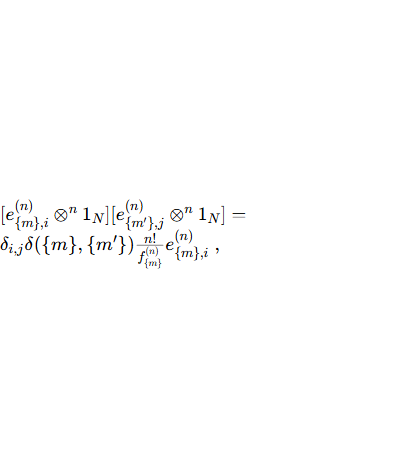 $[e^{(n)}_{\{m\},i} \otimes^n 1_N][e^{(n)}_{\{m'\},j} \otimes^n 1_N] =$
$\delta_{i,j}\delta(\{m\},\{m'\})\frac{n!}{f^{(n)}_{\{m\}}}e^{(n)}_{\{m\},i}\ ,$